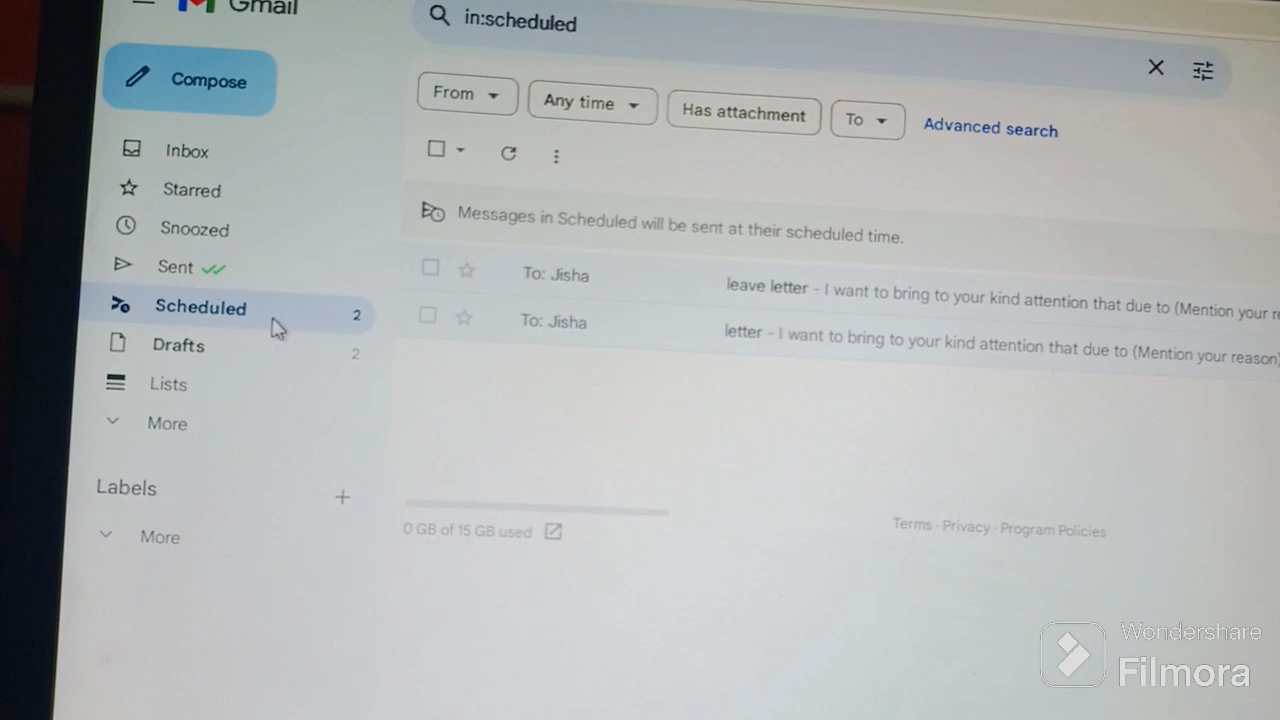 Gmail
in:scheduled
Compose
From
Any time
Has attachment
To
Advanced search
Inbox
Starred
Snoozed
Sent
Scheduled 2
Drafts 2
Lists
More
Labels
More
Messages in Scheduled will be sent at their scheduled time.
To: Jisha leave letter - I want to bring to your kind attention that due to (Mention your re
To: Jisha letter - I want to bring to your kind attention that due to (Mention your reason)
0 GB of 15 GB used
Terms · Privacy · Program Policies
Wondershare
Filmora